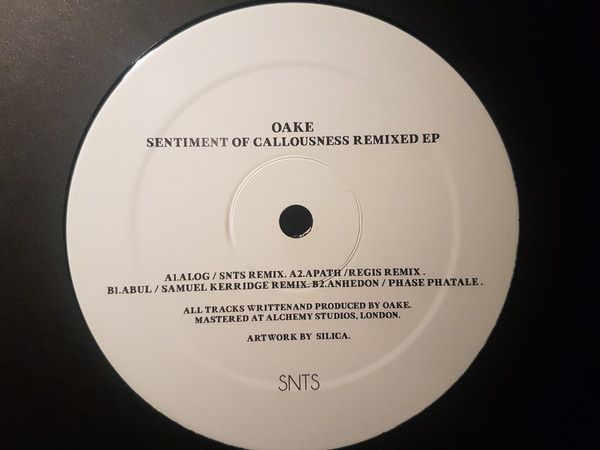 OAKE
SENTIMENT OF CALLOUSNESS REMIXED EP
A1.ALOG / SNTS REMIX. A2.APATH /REGIS REMIX .
B1.ABUL / SAMUEL KERRIDGE REMIX. B2.ANHEDON / PHASE PHATALE .
ALL TRACKS WRITTENAND PRODUCED BY OAKE.
MASTERED AT ALCHEMY STUDIOS, LONDON.
ARTWORK BY SILICA.
SNTS